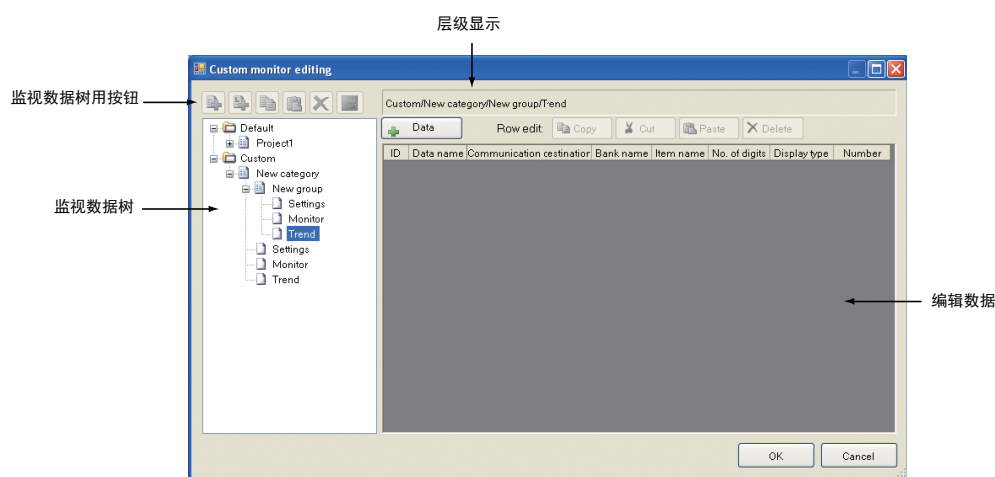 层级显示
Custom monitor editing
监视数据树用按钮
Custom/New category/New group/Trend
Data
Row edit:
Copy
Cut
Paste
Delete
Default
Project1
Custom
New category
New group
Settings
Monitor
Trend
Settings
Monitor
Trend
ID
Data name
Communication cestination
Bank name
Item name
No. of digits
Display type
Number
监视数据树
编辑数据
OK
Cancel